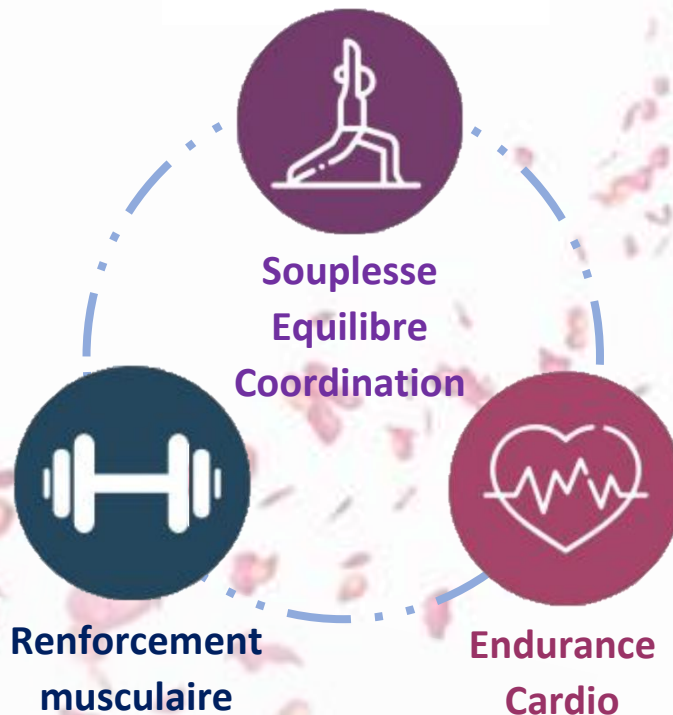 Souplesse
Equilibre
Coordination
Renforcement
musculaire
Endurance
Cardio